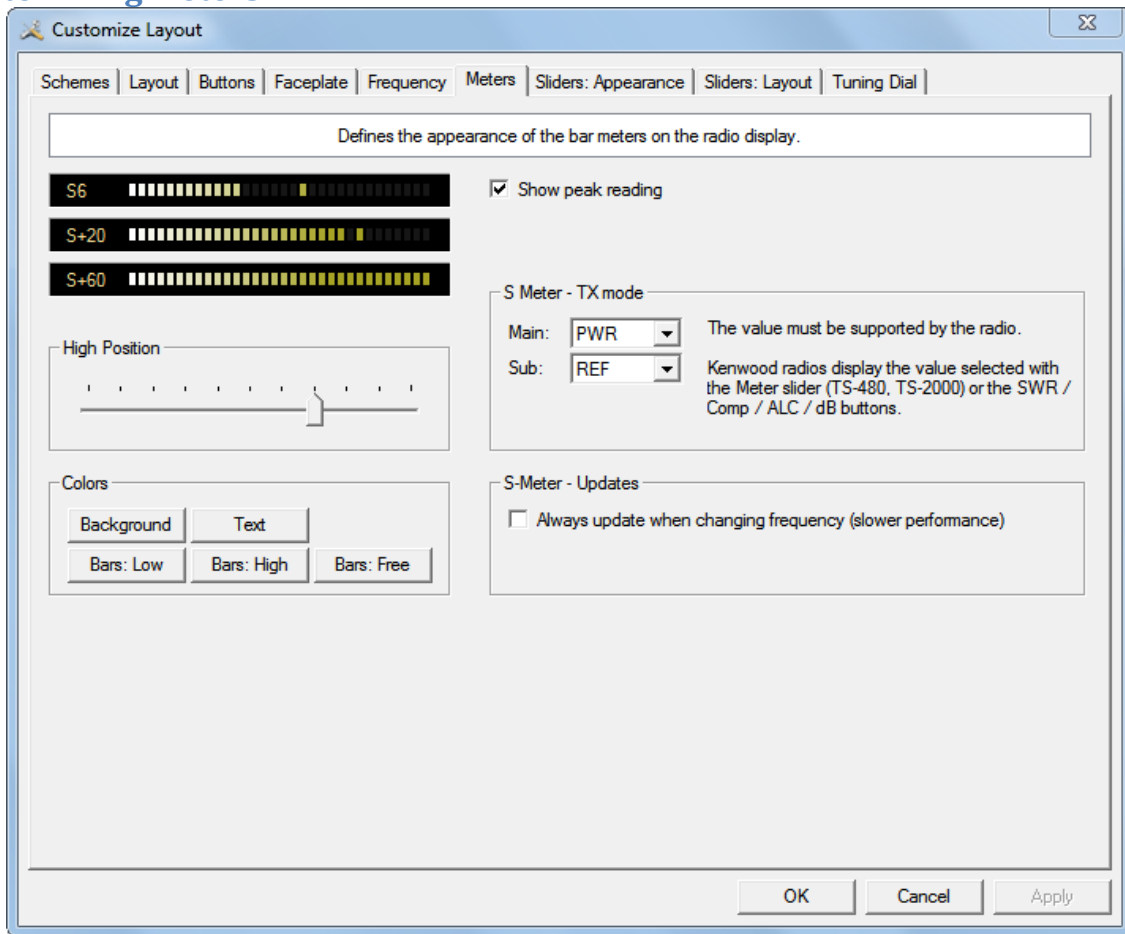 Customize Layout
Schemes Layout Buttons Faceplate Frequency Meters Sliders: Appearance Sliders: Layout Tuning Dial
Defines the appearance of the bar meters on the radio display.
S6
S+20
S+60
Show peak reading
High Position
S Meter - TX mode
Main: PWR
Sub: REF
The value must be supported by the radio.
Kenwood radios display the value selected with
the Meter slider (TS-480, TS-2000) or the SWR /
Comp / ALC / dB buttons.
Colors
Background Text
Bars: Low Bars: High Bars: Free
S-Meter - Updates
Always update when changing frequency (slower performance)
OK Cancel Apply